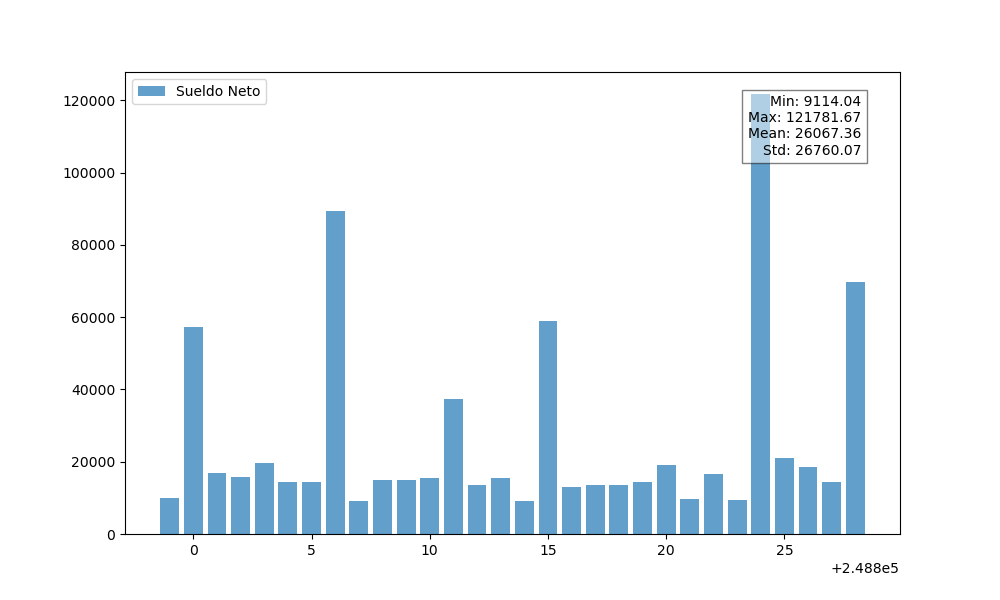 Sueldo Neto
Min: 9114.04
Max: 121781.67
Mean: 26067.36
Std: 26760.07
120000
100000
80000
60000
40000
20000
0
0 5 10 15 20 25
+2.488e5